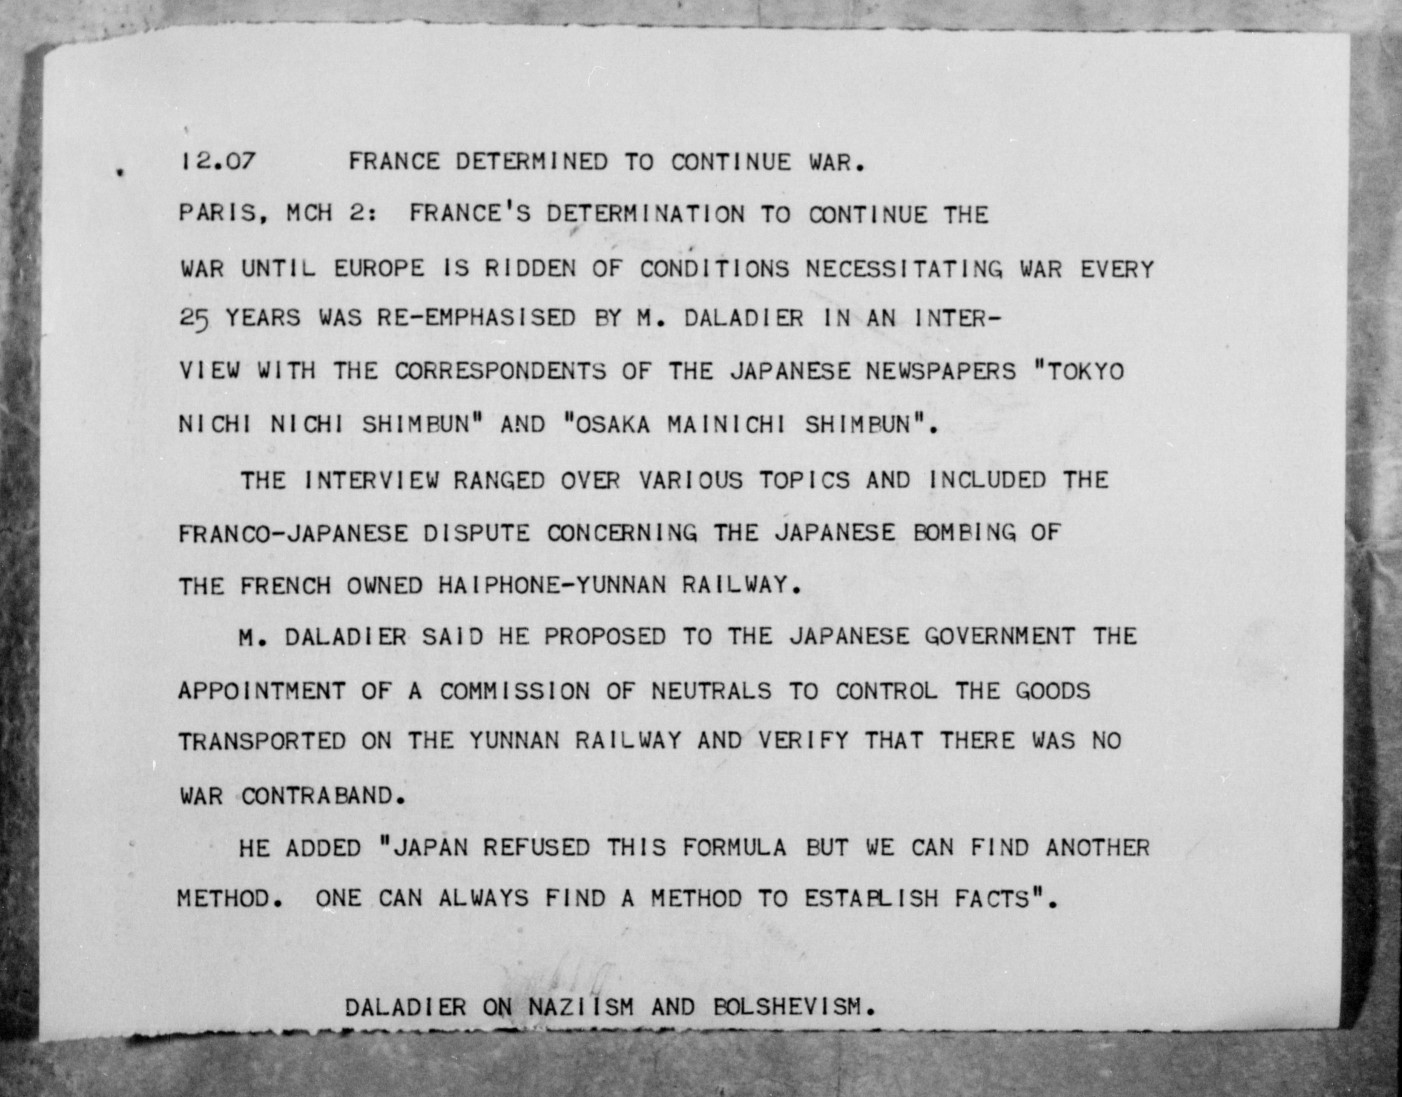 12.07 FRANCE DETERMINED TO CONTINUE WAR.
PARIS, MCH 2: FRANCE'S DETERMINATION TO CONTINUE THE
WAR UNTIL EUROPE IS RIDDEN OF CONDITIONS NECESSITATING WAR EVERY
25 YEARS WAS RE-EMPHASISED BY M. DALADIER IN AN INTER-
VIEW WITH THE CORRESPONDENTS OF THE JAPANESE NEWSPAPERS "TOKYO
NICHI NICHI SHIMBUN" AND "OSAKA MAINICHI SHIMBUN".
THE INTERVIEW RANGED OVER VARIOUS TOPICS AND INCLUDED THE
FRANCO-JAPANESE DISPUTE CONCERNING THE JAPANESE BOMBING OF
THE FRENCH OWNED HAIPHONE-YUNNAN RAILWAY.
M. DALADIER SAID HE PROPOSED TO THE JAPANESE GOVERNMENT THE
APPOINTMENT OF A COMMISSION OF NEUTRALS TO CONTROL THE GOODS
TRANSPORTED ON THE YUNNAN RAILWAY AND VERIFY THAT THERE WAS NO
WAR CONTRABAND.
HE ADDED "JAPAN REFUSED THIS FORMULA BUT WE CAN FIND ANOTHER
METHOD. ONE CAN ALWAYS FIND A METHOD TO ESTABLISH FACTS".
DALADIER ON NAZIISM AND BOLSHEVISM.